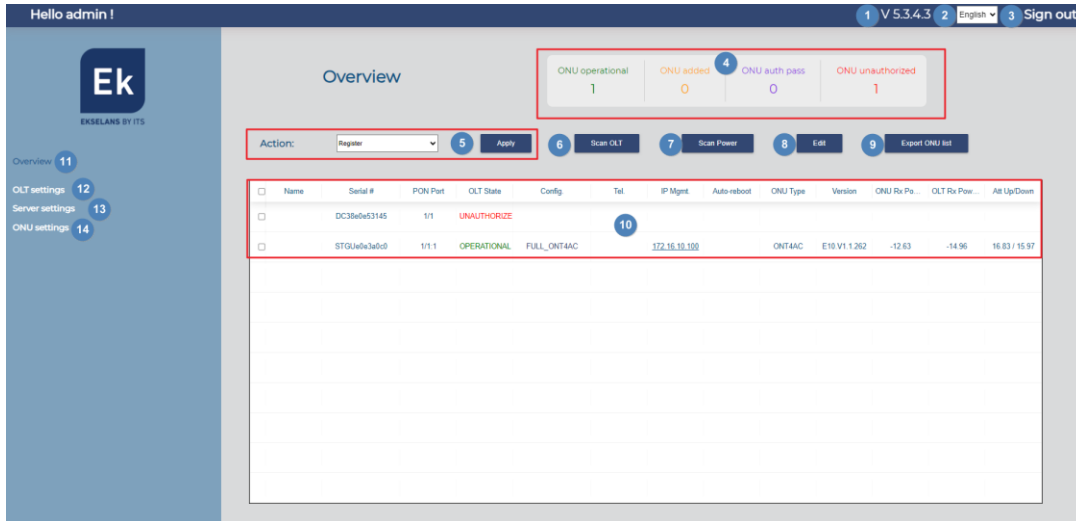 Hello admin !
1 V 5.3.4.3 2 English 3 Sign out
Ek
EKSELANS BY ITS
Overview 11
OLT settings 12
Server settings 13
ONU settings 14
Overview
ONU operational ONU added 4 ONU auth pass ONU unauthorized
1 0 0 1
Action: Register 5 Apply 6 Scan OLT 7 Scan Power 8 Edit 9 Export ONU list
Name Serial # PON Port OLT State Config. Tel. IP Mgmt. Auto-reboot ONU Type Version ONU Rx Po... OLT Rx Pow... Att Up/Down
DC38e0e53145 1/1 UNAUTHORIZE
10
STGUe0e3a0c0 1/1:1 OPERATIONAL FULL_ONT4AC 172.16.10.100 ONT4AC E10.V1.1.262 -12.63 -14.96 16.83 / 15.97